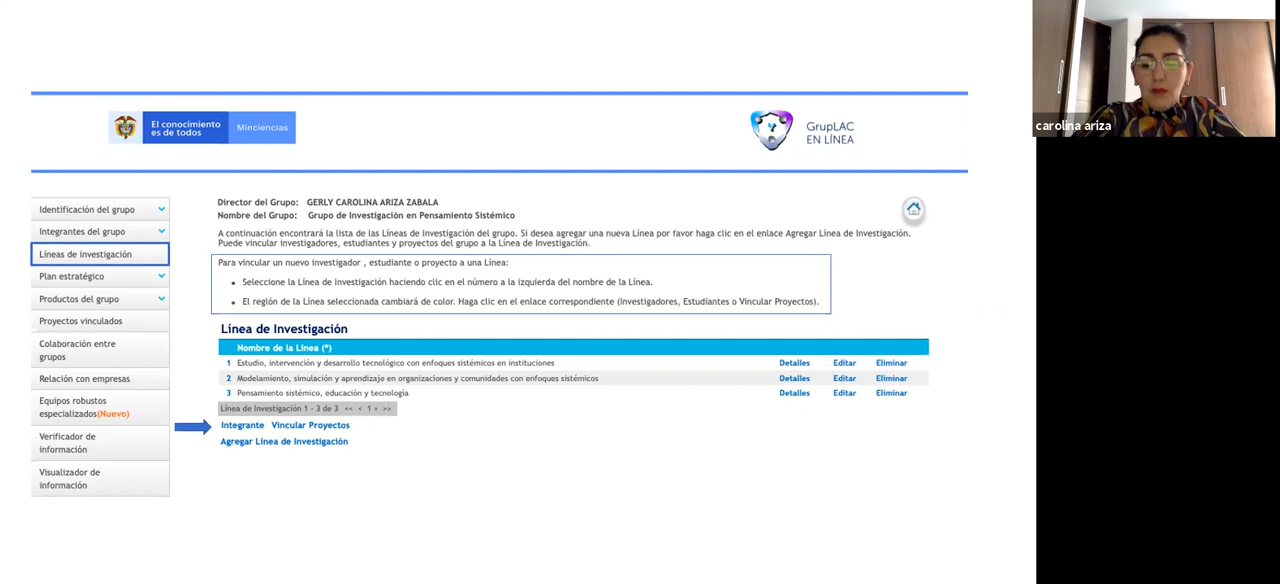 El conocimiento
es de todos
Minciencias
GrupLAC
EN LÍNEA
carolina ariza
Identificación del grupo
Integrantes del grupo
Líneas de investigación
Plan estratégico
Productos del grupo
Proyectos vinculados
Colaboración entre
grupos
Relación con empresas
Equipos robustos
especializados(Nuevo)
Verificador de
información
Visualizador de
información
Director del Grupo: GERLY CAROLINA ARIZA ZABALA
Nombre del Grupo: Grupo de Investigación en Pensamiento Sistémico
A continuación encontrará la lista de las Líneas de Investigación del grupo. Si desea agregar una nueva Línea por favor haga clic en el enlace Agregar Línea de Investigación.
Puede vincular investigadores, estudiantes y proyectos del grupo a la Línea de Investigación.
Para vincular un nuevo investigador , estudiante o proyecto a una Línea:
• Seleccione la Línea de Investigación haciendo clic en el número a la izquierda del nombre de la Línea.
• El región de la Línea seleccionada cambiará de color. Haga clic en el enlace correspondiente (Investigadores, Estudiantes o Vincular Proyectos).
Línea de Investigación
Nombre de la Línea (*)
1 Estudio, intervención y desarrollo tecnológico con enfoques sistémicos en instituciones Detalles Editar Eliminar
2 Modelamiento, simulación y aprendizaje en organizaciones y comunidades con enfoques sistémicos Detalles Editar Eliminar
3 Pensamiento sistémico, educación y tecnología Detalles Editar Eliminar
Línea de Investigación 1 - 3 de 3 << < 1 > >>
Integrante Vincular Proyectos
Agregar Línea de Investigación